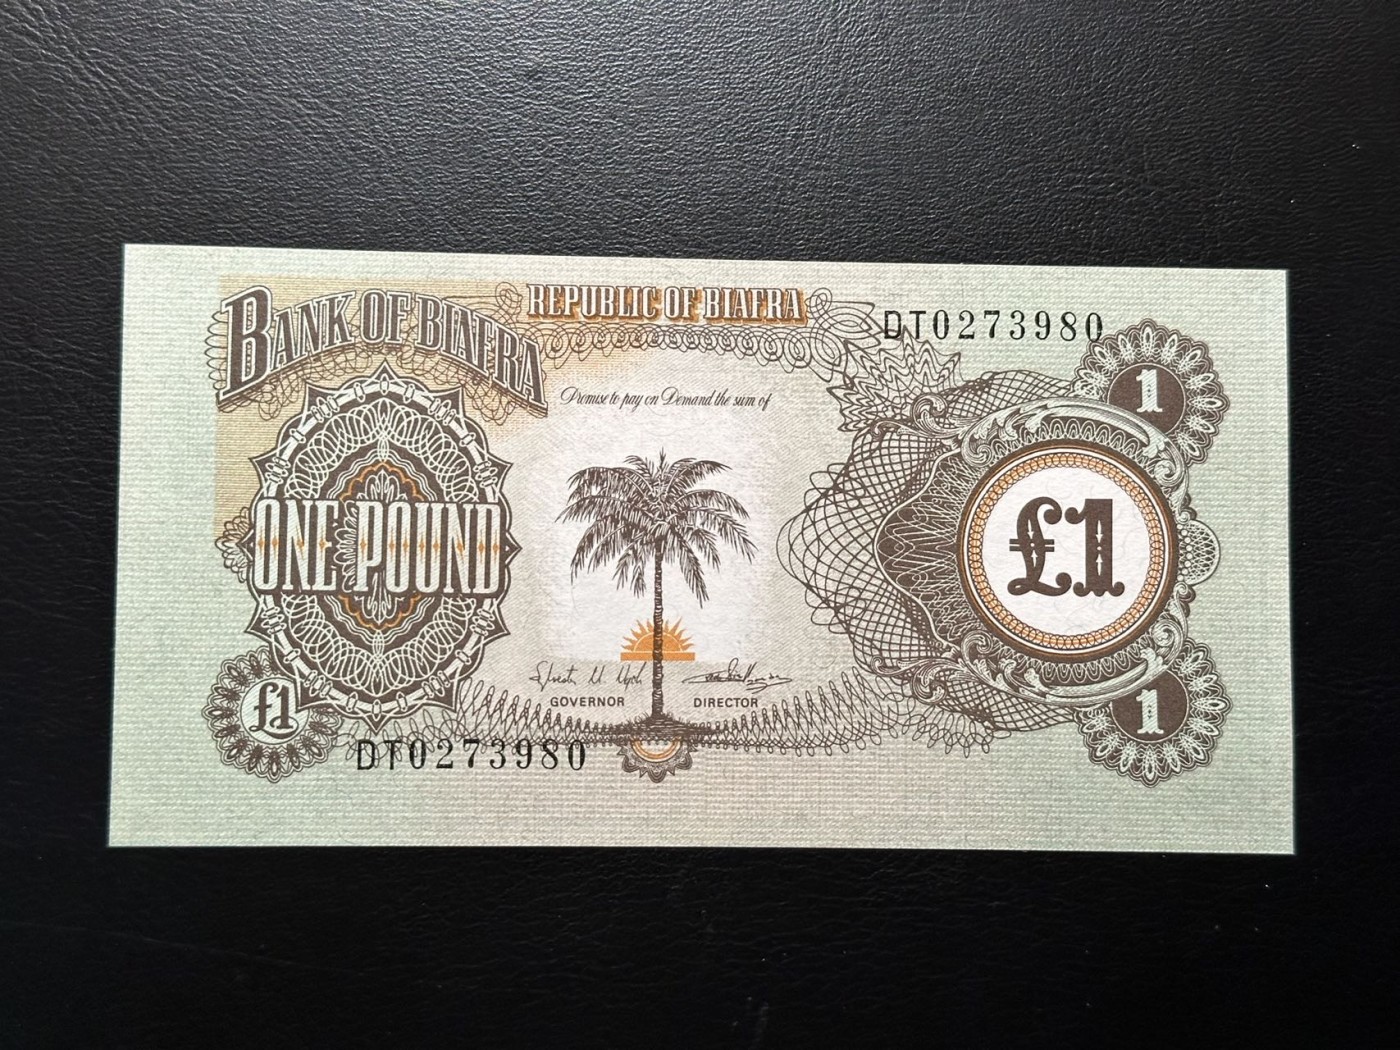 BANK OF BIAFRA
REPUBLIC OF BIAFRA
DT0273980
1
Promise to pay on Demand the sum of
ONE POUND
£1
GOVERNOR
DIRECTOR
£1
1
DT0273980